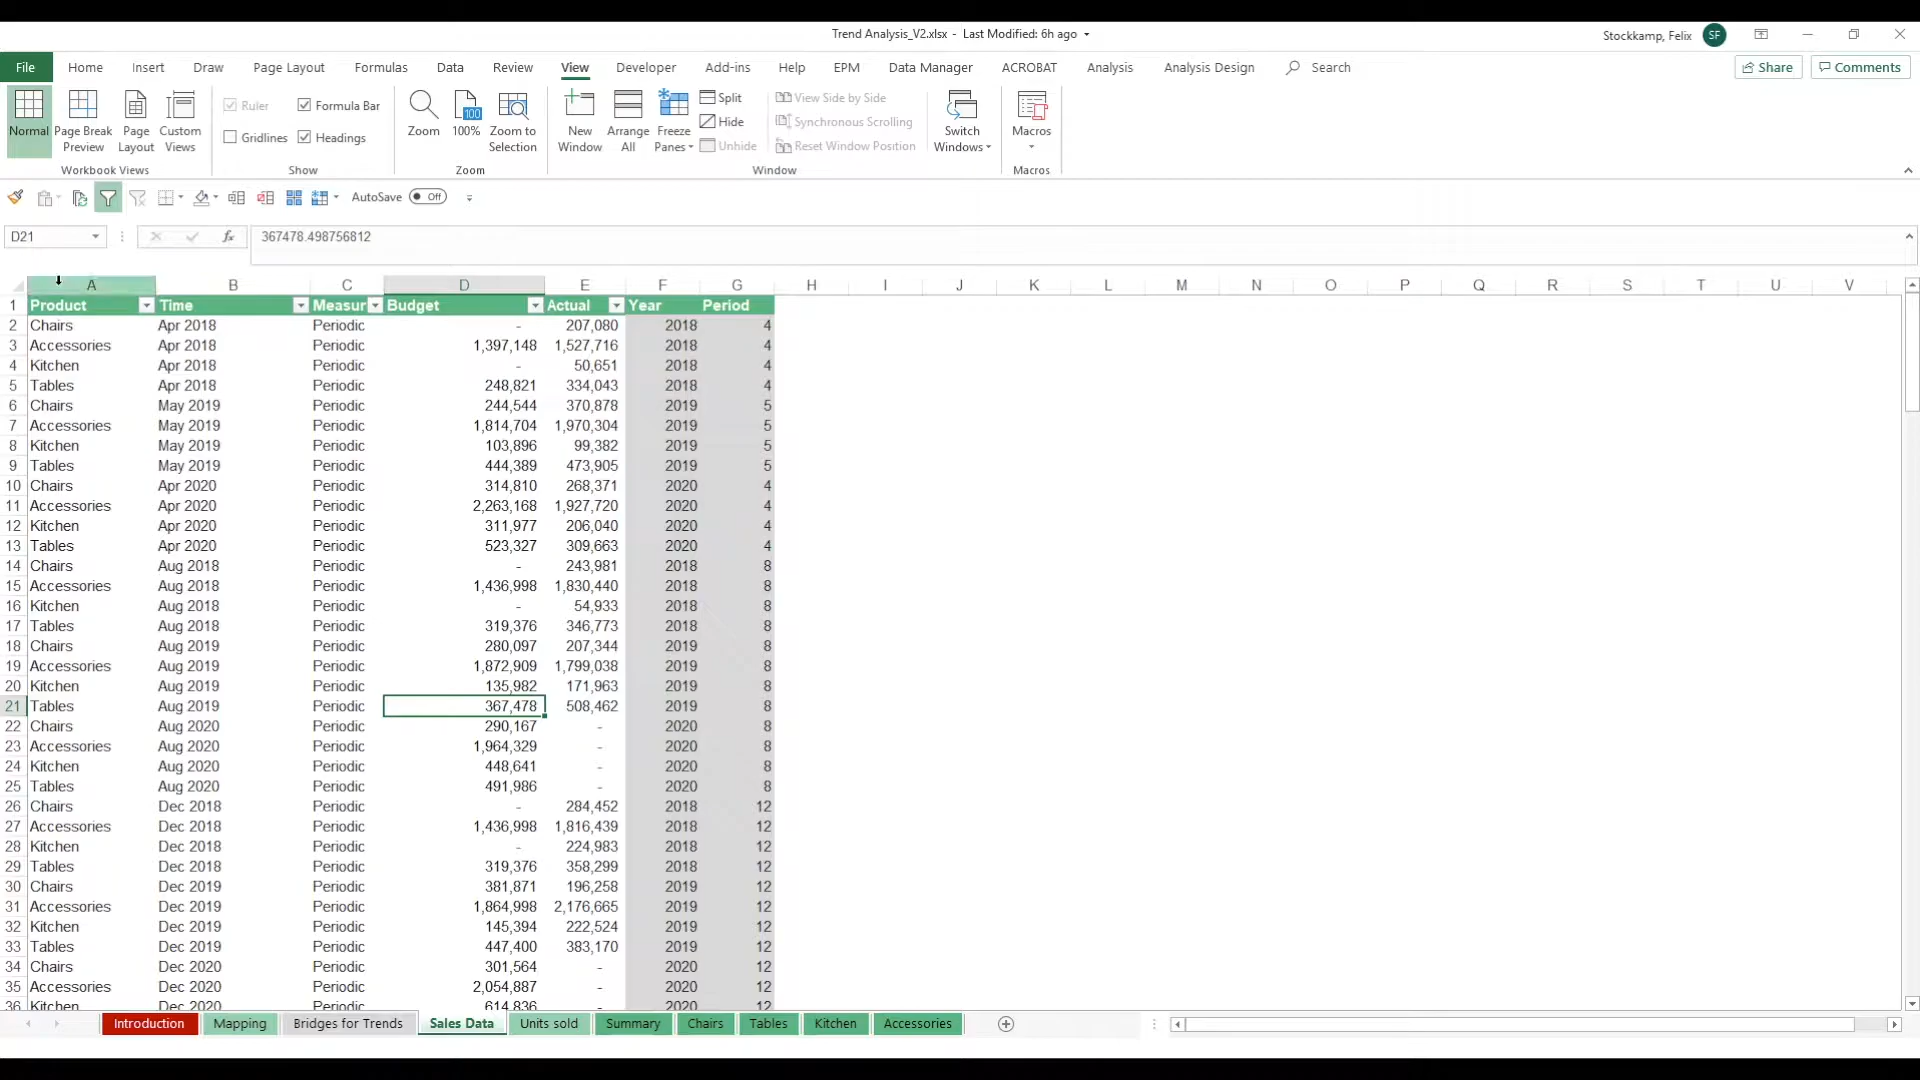 Trend Analysis_V2.xlsx - Last Modified: 6h ago
Stockkamp, Felix SF
File Home Insert Draw Page Layout Formulas Data Review View Developer Add-ins Help EPM Data Manager ACROBAT Analysis Analysis Design Search Share Comments
Normal Page Break Preview Page Layout Custom Views
Workbook Views
Ruler Formula Bar
Gridlines Headings
Show
Zoom 100 100% Zoom to Selection
Zoom
New Window Arrange All Freeze Panes
Split
Hide
Unhide
View Side by Side
Synchronous Scrolling
Reset Window Position
Switch Windows
Window
Macros
Macros
AutoSave Off
D21 fx 367478.498756812
A B C D E F G H I J K L M N O P Q R S T U V
1 Product Time Measur Budget Actual Year Period
2 Chairs Apr 2018 Periodic - 207,080 2018 4
3 Accessories Apr 2018 Periodic 1,397,148 1,527,716 2018 4
4 Kitchen Apr 2018 Periodic - 50,651 2018 4
5 Tables Apr 2018 Periodic 248,821 334,043 2018 4
6 Chairs May 2019 Periodic 244,544 370,878 2019 5
7 Accessories May 2019 Periodic 1,814,704 1,970,304 2019 5
8 Kitchen May 2019 Periodic 103,896 99,382 2019 5
9 Tables May 2019 Periodic 444,389 473,905 2019 5
10 Chairs Apr 2020 Periodic 314,810 268,371 2020 4
11 Accessories Apr 2020 Periodic 2,263,168 1,927,720 2020 4
12 Kitchen Apr 2020 Periodic 311,977 206,040 2020 4
13 Tables Apr 2020 Periodic 523,327 309,663 2020 4
14 Chairs Aug 2018 Periodic - 243,981 2018 8
15 Accessories Aug 2018 Periodic 1,436,998 1,830,440 2018 8
16 Kitchen Aug 2018 Periodic - 54,933 2018 8
17 Tables Aug 2018 Periodic 319,376 346,773 2018 8
18 Chairs Aug 2019 Periodic 280,097 207,344 2019 8
19 Accessories Aug 2019 Periodic 1,872,909 1,799,038 2019 8
20 Kitchen Aug 2019 Periodic 135,982 171,963 2019 8
21 Tables Aug 2019 Periodic 367,478 508,462 2019 8
22 Chairs Aug 2020 Periodic 290,167 - 2020 8
23 Accessories Aug 2020 Periodic 1,964,329 - 2020 8
24 Kitchen Aug 2020 Periodic 448,641 - 2020 8
25 Tables Aug 2020 Periodic 491,986 - 2020 8
26 Chairs Dec 2018 Periodic - 284,452 2018 12
27 Accessories Dec 2018 Periodic 1,436,998 1,816,439 2018 12
28 Kitchen Dec 2018 Periodic - 224,983 2018 12
29 Tables Dec 2018 Periodic 319,376 358,299 2018 12
30 Chairs Dec 2019 Periodic 381,871 196,258 2019 12
31 Accessories Dec 2019 Periodic 1,864,998 2,176,665 2019 12
32 Kitchen Dec 2019 Periodic 145,394 222,524 2019 12
33 Tables Dec 2019 Periodic 447,400 383,170 2019 12
34 Chairs Dec 2020 Periodic 301,564 - 2020 12
35 Accessories Dec 2020 Periodic 2,054,887 - 2020 12
36 Kitchen Dec 2020 Periodic 614,836 - 2020 12
Introduction Mapping Bridges for Trends Sales Data Units sold Summary Chairs Tables Kitchen Accessories